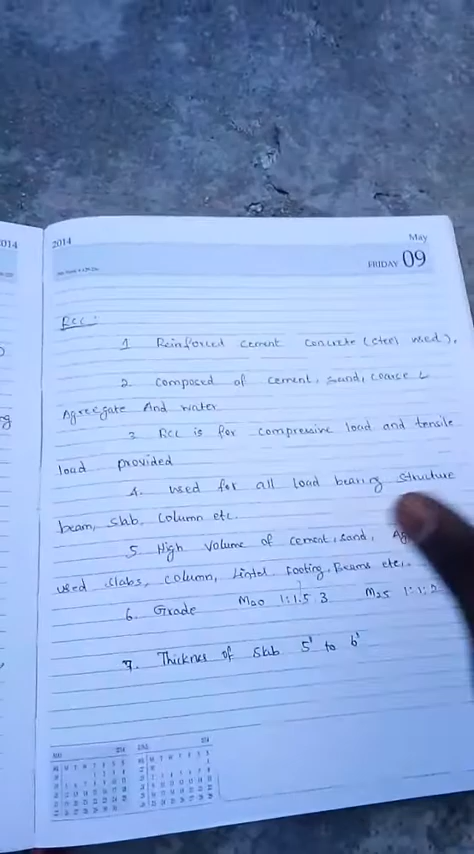 014
2014
May
FRIDAY 09
RCC:
1 Reinforced cement concrete (steel used).
2. composed of cement, sand, coarse
Agreegate And water
3. RCC is for compressive load and tensile
load provided
4. used for all load bearing structure
beam, slab, column etc.
5. High volume of cement, sand,
used slabs, column, Lintel footing, Beams etc,.
6. Grade M20 1:1.5:3 M25 1:1:2
7. Thicknes of slab 5' to 6'